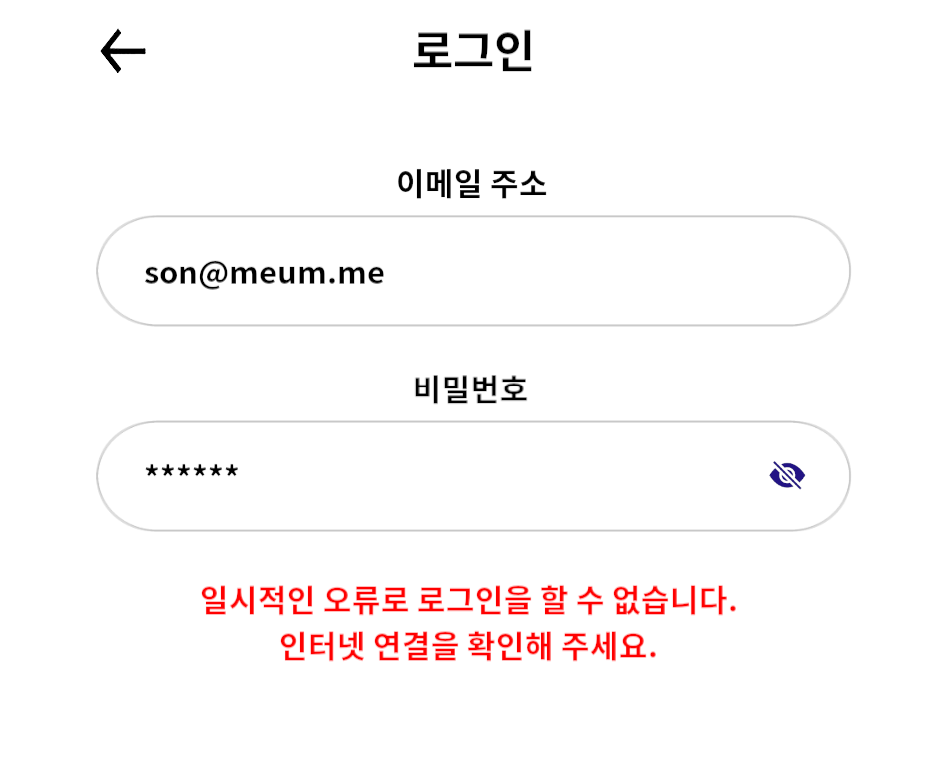 로그인
이메일 주소
son@meum.me
비밀번호
******
일시적인 오류로 로그인을 할 수 없습니다.
인터넷 연결을 확인해 주세요.